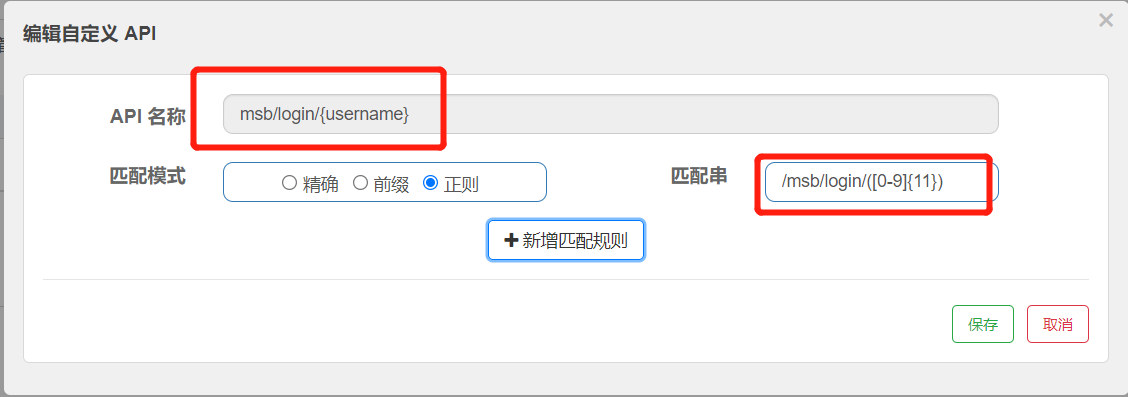 编辑自定义 API
×
API 名称
msb/login/{username}
匹配模式
精确 前缀 正则
匹配串
/msb/login/([0-9]{11})
+ 新增匹配规则
保存 取消